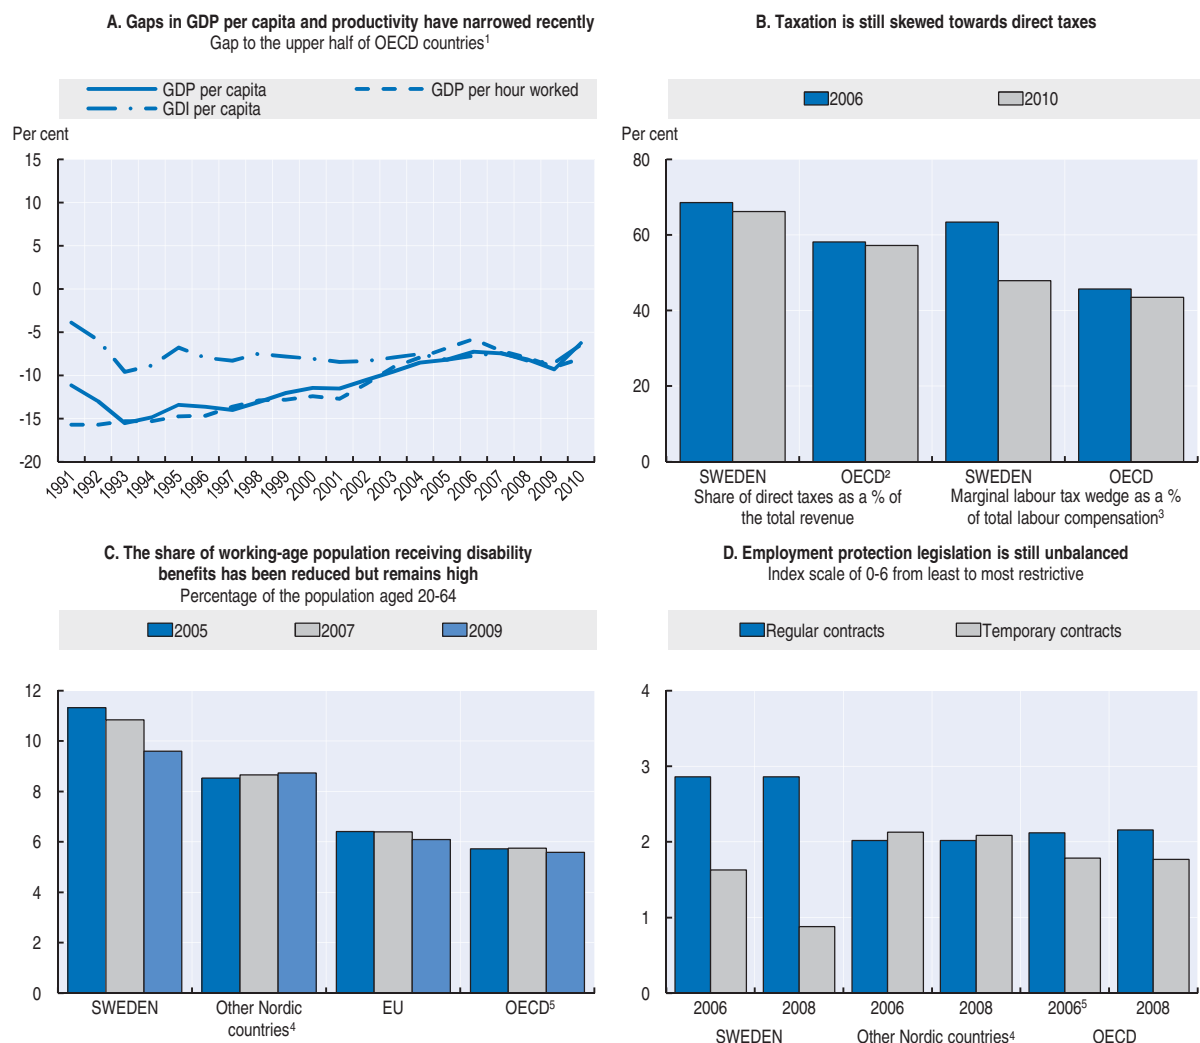 A. Gaps in GDP per capita and productivity have narrowed recently
Gap to the upper half of OECD countries¹
GDP per capita
GDP per hour worked
GDI per capita
Per cent
15
10
5
0
-5
-10
-15
-20
1991
1992
1993
1994
1995
1996
1997
1998
1999
2000
2001
2002
2003
2004
2005
2006
2007
2008
2009
2010
B. Taxation is still skewed towards direct taxes
2006
2010
Per cent
80
60
40
20
0
SWEDEN
OECD²
SWEDEN
OECD
Share of direct taxes as a % of
the total revenue
Marginal labour tax wedge as a %
of total labour compensation³
C. The share of working-age population receiving disability
benefits has been reduced but remains high
Percentage of the population aged 20-64
2005
2007
2009
12
10
8
6
4
2
0
SWEDEN
Other Nordic
countries⁴
EU
OECD⁵
D. Employment protection legislation is still unbalanced
Index scale of 0-6 from least to most restrictive
Regular contracts
Temporary contracts
4
3
2
1
0
2006
2008
2006
2008
2006⁵
2008
SWEDEN
Other Nordic countries⁴
OECD